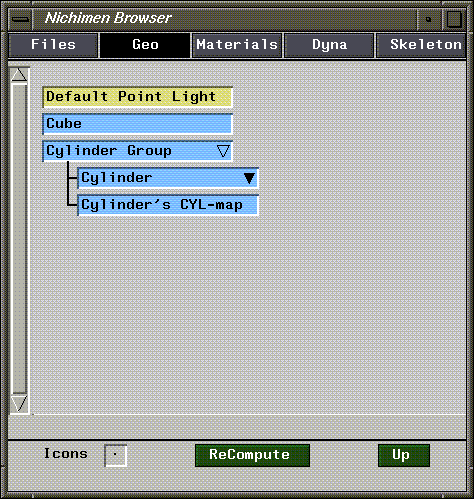 Nichimen Browser
Files Geo Materials Dyna Skeleton
Default Point Light
Cube
Cylinder Group
Cylinder
Cylinder's CYL-map
Icons ReCompute Up